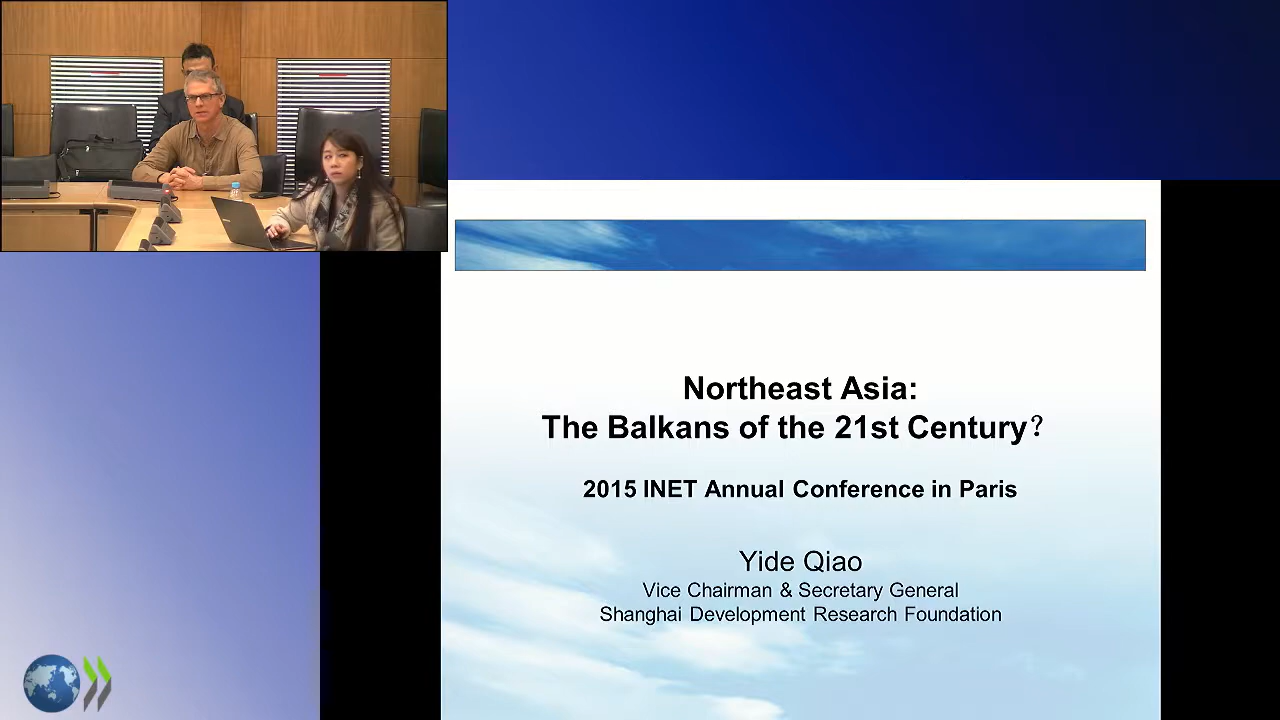 Northeast Asia:
The Balkans of the 21st Century?
2015 INET Annual Conference in Paris
Yide Qiao
Vice Chairman & Secretary General
Shanghai Development Research Foundation